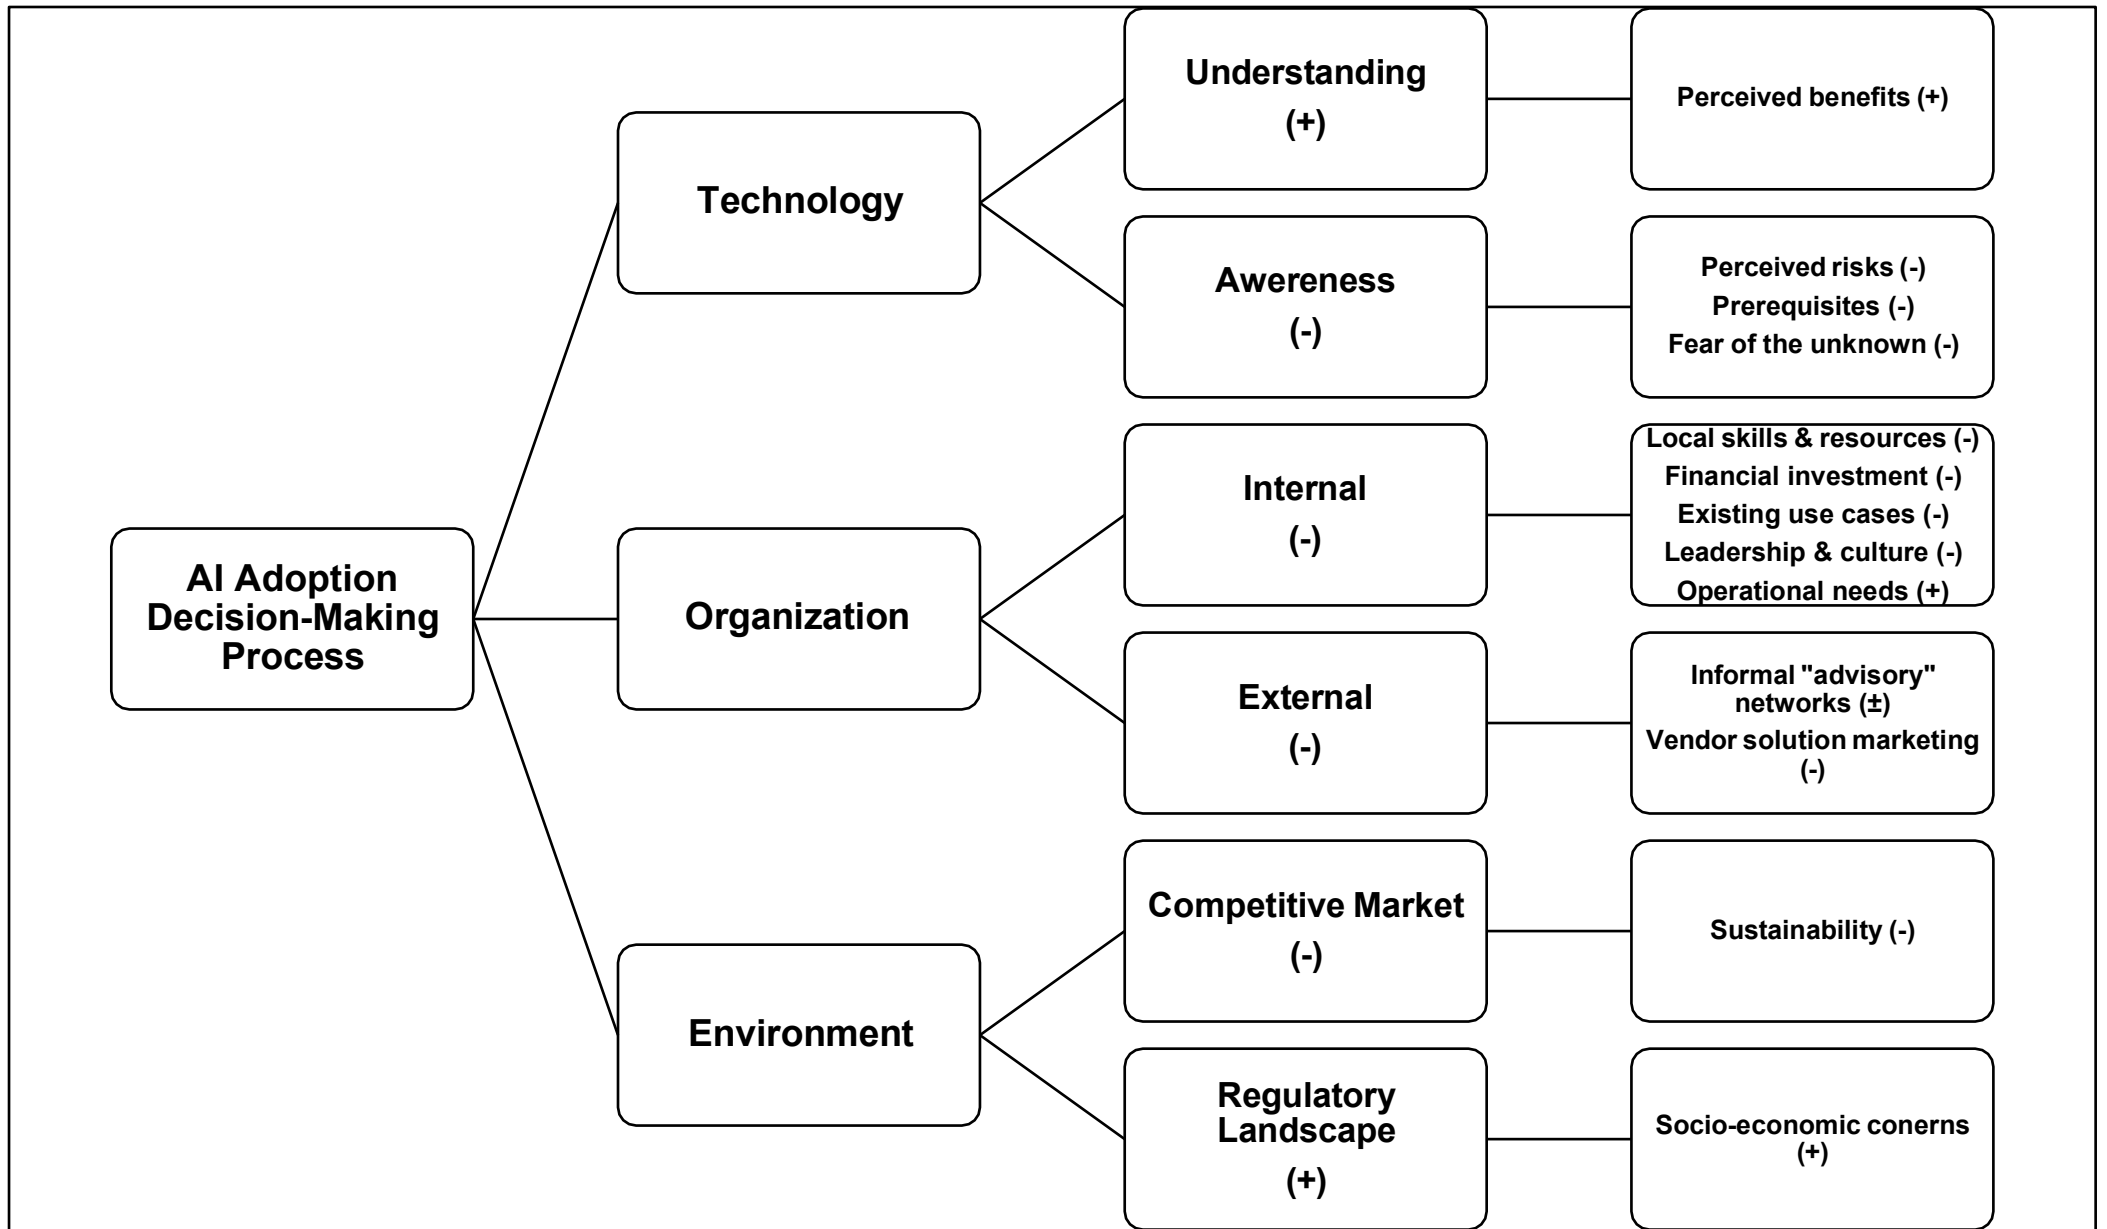 AI Adoption
Decision-Making
Process
Technology
Organization
Environment
Understanding
(+)
Awereness
(-)
Internal
(-)
External
(-)
Competitive Market
(-)
Regulatory
Landscape
(+)
Perceived benefits (+)
Perceived risks (-)
Prerequisites (-)
Fear of the unknown (-)
Local skills & resources (-)
Financial investment (-)
Existing use cases (-)
Leadership & culture (-)
Operational needs (+)
Informal "advisory"
networks (±)
Vendor solution marketing
(-)
Sustainability (-)
Socio-economic conerns
(+)